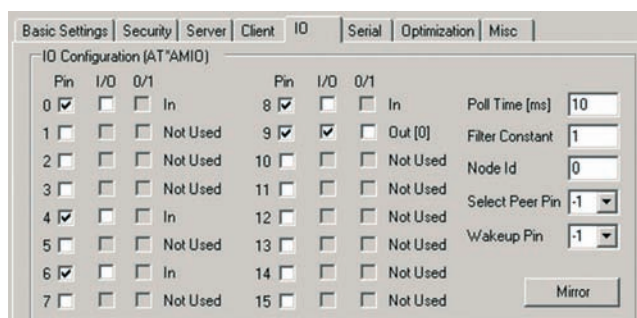 Basic Settings Security Server Client IO Serial Optimization Misc
IO Configuration (AT*AMIO)
Pin I/O 0/1 Pin I/O 0/1
0 In 8 In Poll Time [ms] 10
1 Not Used 9 Out [0] Filter Constant 1
2 Not Used 10 Not Used Node Id 0
3 Not Used 11 Not Used Select Peer Pin -1
4 In 12 Not Used
5 Not Used 13 Not Used Wakeup Pin -1
6 In 14 Not Used
7 Not Used 15 Not Used Mirror